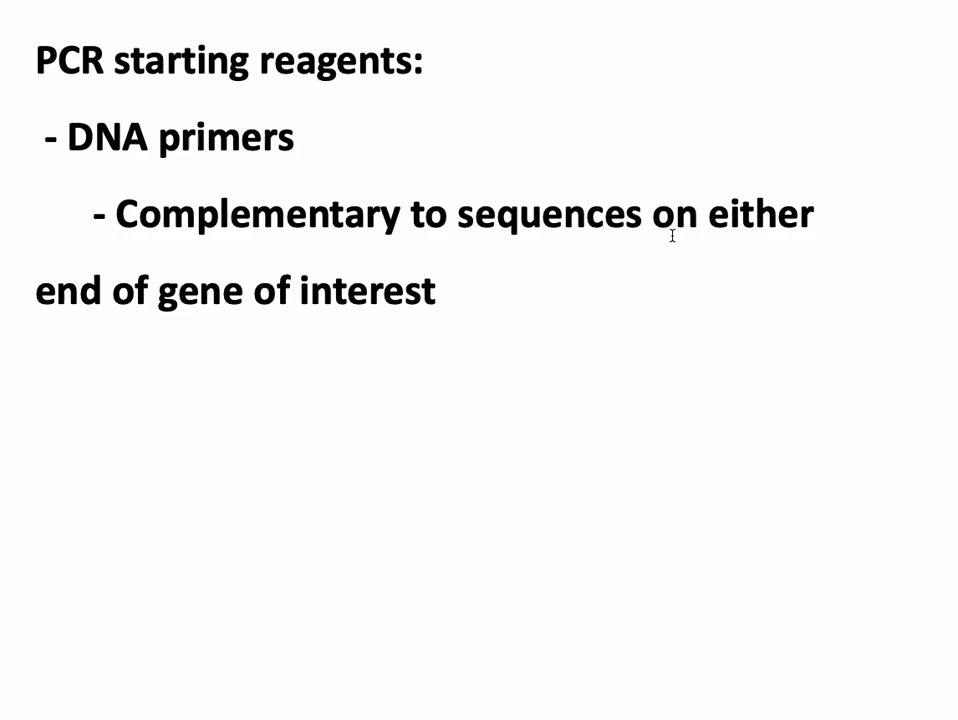 PCR starting reagents:
- DNA primers
- Complementary to sequences on either
end of gene of interest